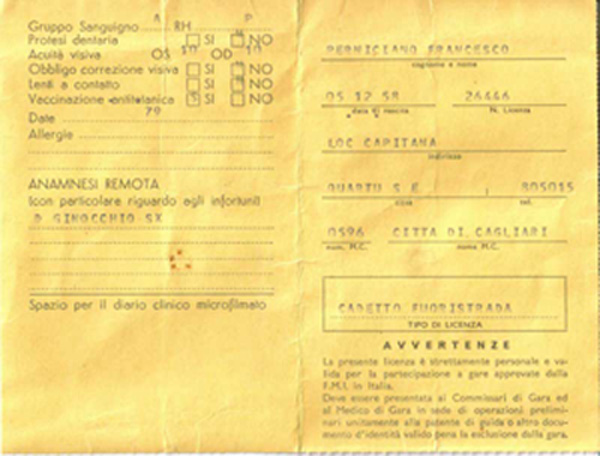 Gruppo Sanguigno A RH P
Protesi dentaria SI NO
Acuità visiva OS 10 OD 10
Obbligo correzione visiva SI NO
Lenti a contatto SI NO
Vaccinazione antitetanica SI NO
Date 79
Allergie
ANAMNESI REMOTA
(con particolare riguardo agli infortuni)
D GINOCCHIO SX
Spazio per il diario clinico microfilmato
PERNICIANO FRANCESCO
cognome e nome
05 12 58 26446
data di nascita N. Licenza
LOC CAPITANA
indirizzo
QUARTU S E 805015
città tel.
0596 CITTA DI CAGLIARI
num. M.C. nome M.C.
CADETTO FUORISTRADA
TIPO DI LICENZA
AVVERTENZE
La presente licenza è strettamente personale e va-
lida per la partecipazione a gare approvate dalla
F.M.I. in Italia.
Deve essere presentata ai Commissari di Gara ed
al Medico di Gara in sede di operazioni prelimi-
nari unitamente alla patente di guida o altro docu-
mento d'identità valido pena la esclusione dalla gara.